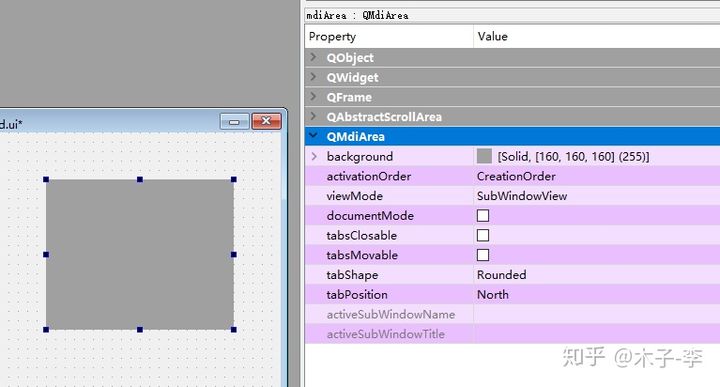 mdiArea : QMdiArea
Property Value
QObject
QWidget
QFrame
QAbstractScrollArea
d.ui*
QMdiArea
background [Solid, [160, 160, 160] (255)]
activationOrder CreationOrder
viewMode SubWindowView
documentMode
tabsClosable
tabsMovable
tabShape Rounded
tabPosition North
activeSubWindowName
activeSubWindowTitle
知乎 @木子-李